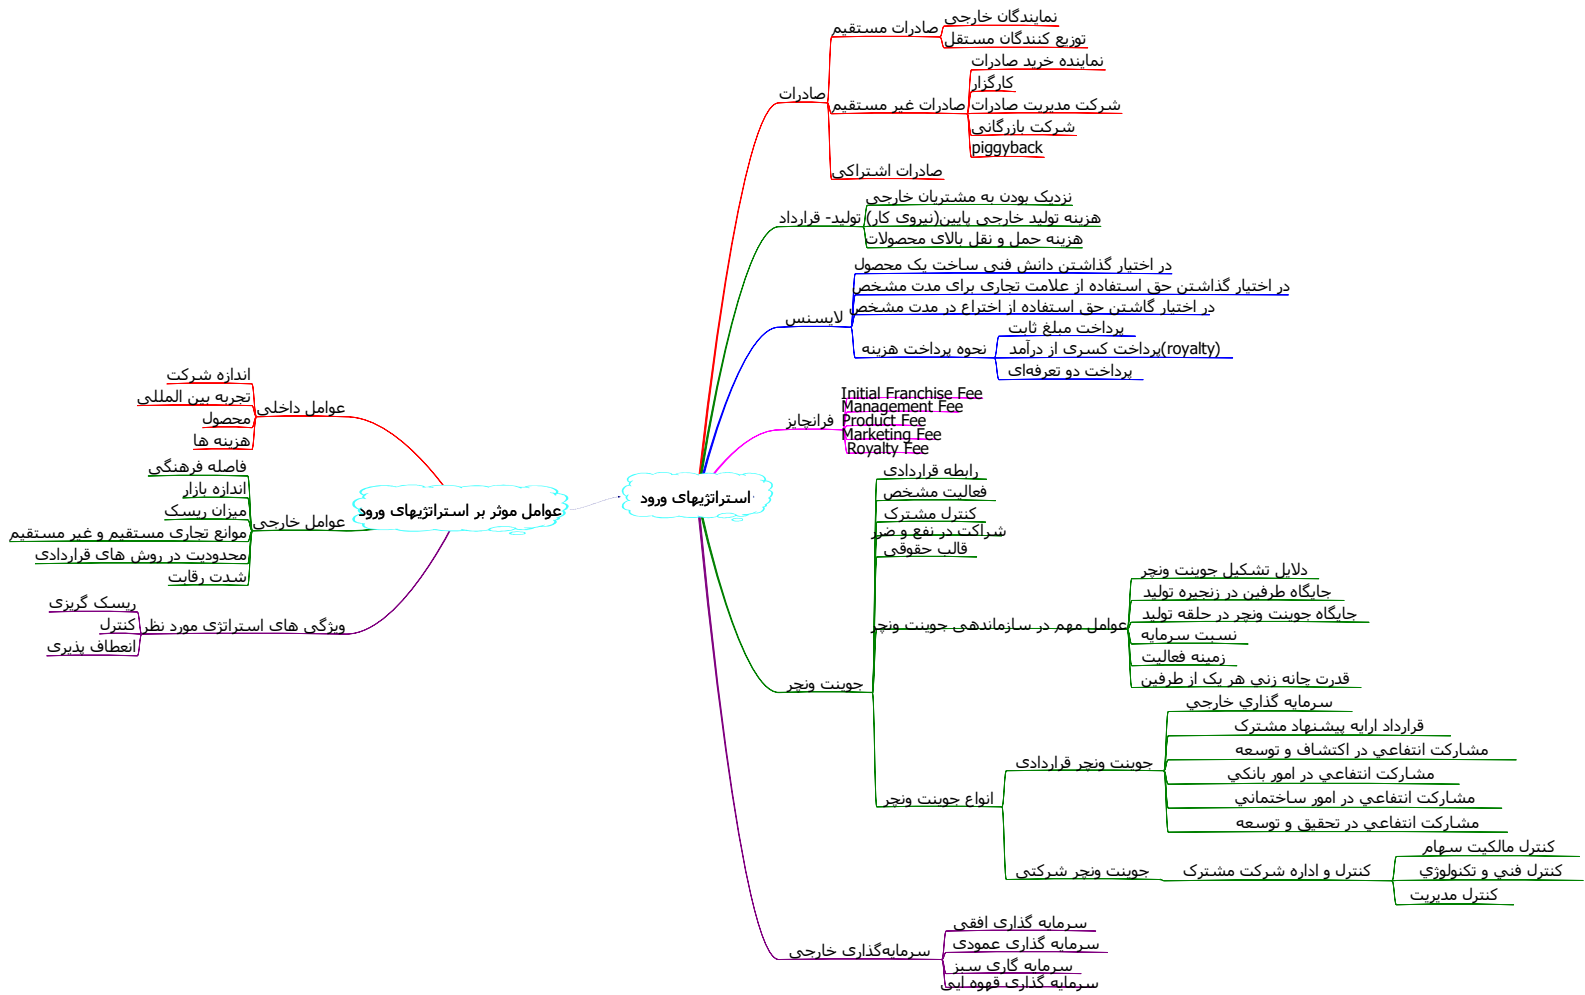 استراتژیهای ورود
صادرات
صادرات مستقیم
نمایندگان خارجی
توزیع کنندگان مستقل
صادرات غیر مستقیم
نماینده خرید صادرات
کارگزار
شرکت مدیریت صادرات
شرکت بازرگانی
piggyback
صادرات اشتراکی
تولید- قرارداد
نزدیک بودن به مشتریان خارجی
هزینه تولید خارجی پایین(نیروی کار)
هزینه حمل و نقل بالای محصولات
لایسنس
در اختیار گذاشتن دانش فنی ساخت یک محصول
در اختیار گذاشتن حق استفاده از علامت تجاری برای مدت مشخص
در اختیار گاشتن حق استفاده از اختراع در مدت مشخص
نحوه پرداخت هزینه
پرداخت مبلغ ثابت
پرداخت کسری از درآمد(royalty)
پرداخت دو تعرفه‌ای
فرانچایز
Initial Franchise Fee
Management Fee
Product Fee
Marketing Fee
Royalty Fee
جوینت ونچر
رابطه قراردادی
فعالیت مشخص
کنترل مشترک
شراکت در نفع و ضرر
قالب حقوقی
عوامل مهم در سازماندهی جوینت ونچر
دلایل تشکیل جوینت ونچر
جایگاه طرفین در زنجیره تولید
جایگاه جوینت ونچر در حلقه تولید
نسبت سرمایه
زمینه فعالیت
قدرت چانه زني هر یک از طرفین
انواع جوینت ونچر
جوینت ونچر قراردادی
سرمایه گذاري خارجي
قرارداد ارایه پیشنهاد مشترک
مشارکت انتفاعي در اکتشاف و توسعه
مشارکت انتفاعي در امور بانکي
مشارکت انتفاعي در امور ساختماني
مشارکت انتفاعي در تحقیق و توسعه
جوینت ونچر شرکتی
کنترل و اداره شرکت مشترک
کنترل مالکیت سهام
کنترل فني و تکنولوژي
کنترل مدیریت
سرمایه‌گذاری خارجی
سرمایه گذاری افقی
سرمایه گذاری عمودی
سرمایه گاری سبز
سرمایه گذاری قهوه ایی
عوامل موثر بر استراتژیهای ورود
عوامل داخلی
اندازه شرکت
تجربه بین المللی
محصول
هزینه ها
عوامل خارجی
فاصله فرهنگی
اندازه بازار
میزان ریسک
موانع تجاری مستقیم و غیر مستقیم
محدودیت در روش های قراردادی
شدت رقابت
ویژگی های استراتژی مورد نظر
ریسک گریزی
کنترل
انعطاف پذیری